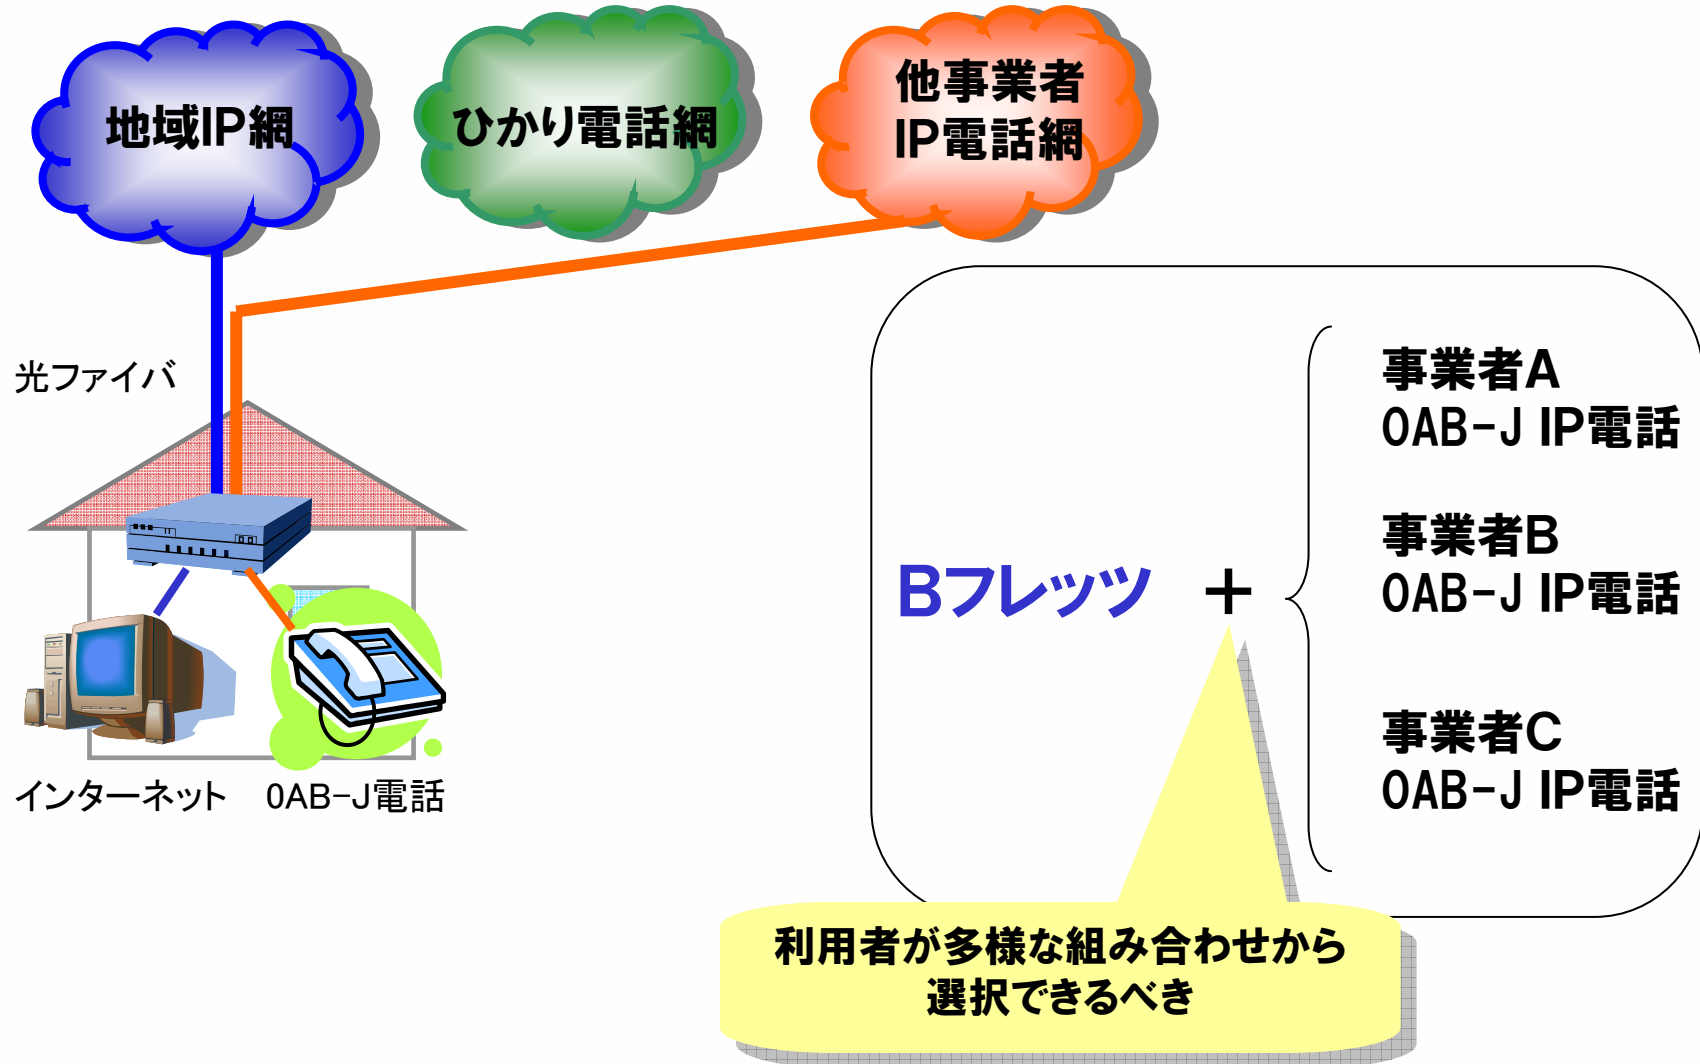 地域IP網
ひかり電話網
他事業者
IP電話網
光ファイバ
インターネット
0AB-J電話
Bフレッツ
＋
事業者A
0AB-J IP電話
事業者B
0AB-J IP電話
事業者C
0AB-J IP電話
利用者が多様な組み合わせから
選択できるべき